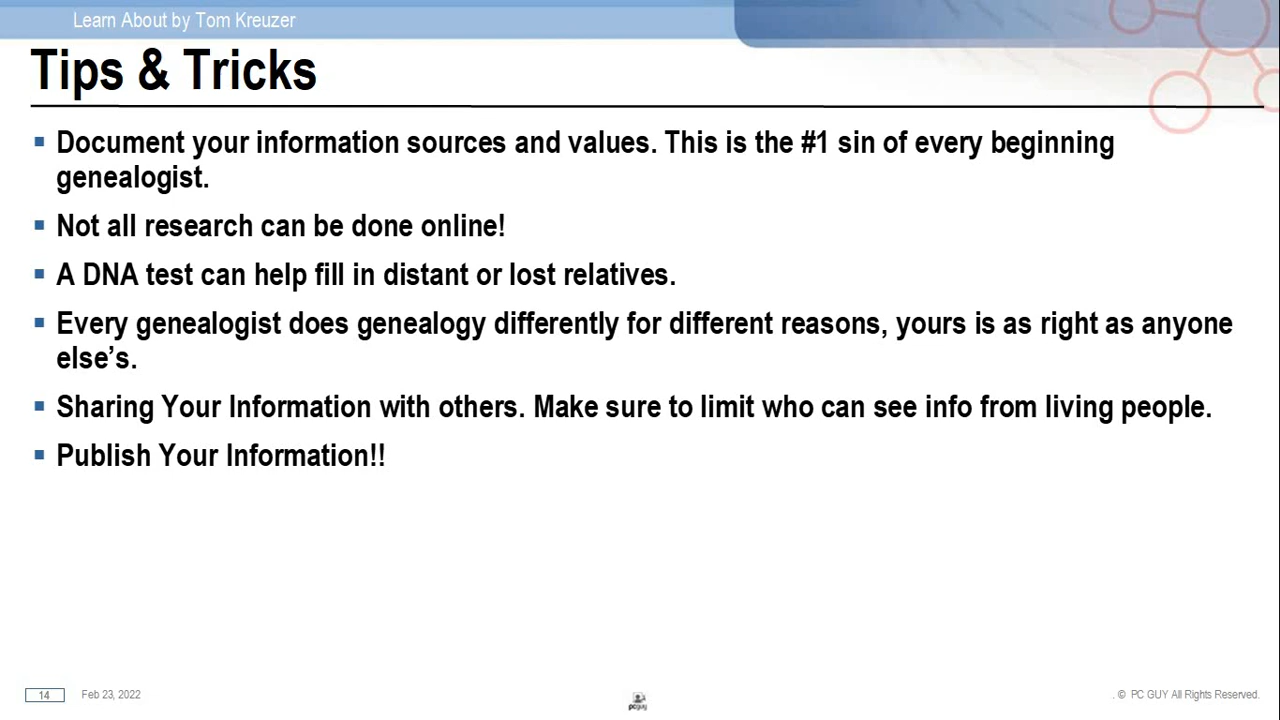 Learn About by Tom Kreuzer
Tips & Tricks
▪ Document your information sources and values. This is the #1 sin of every beginning
genealogist.
▪ Not all research can be done online!
▪ A DNA test can help fill in distant or lost relatives.
▪ Every genealogist does genealogy differently for different reasons, yours is as right as anyone
else’s.
▪ Sharing Your Information with others. Make sure to limit who can see info from living people.
▪ Publish Your Information!!
14
Feb 23, 2022
pcguy
. © PC GUY All Rights Reserved.